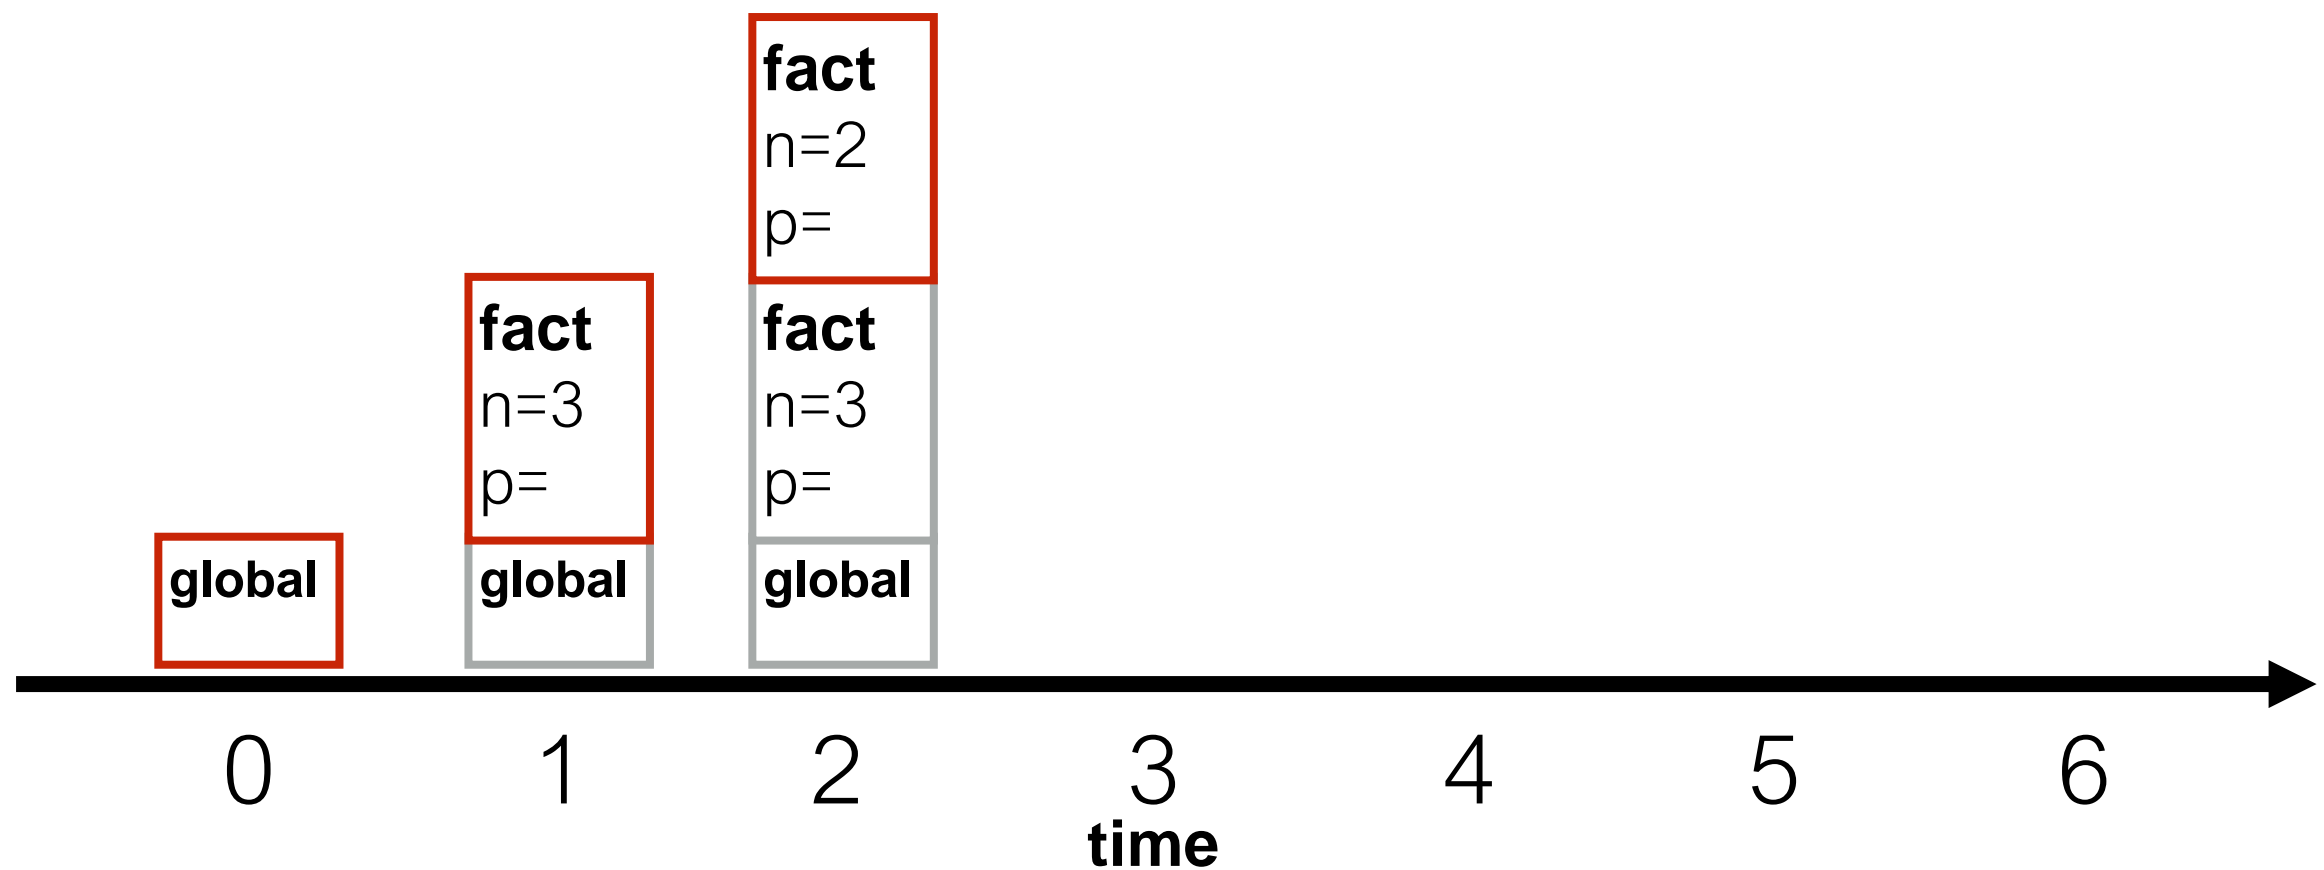 global
fact
n=3
p=
global
fact
n=2
p=
fact
n=3
p=
global
0 1 2 3 4 5 6
time